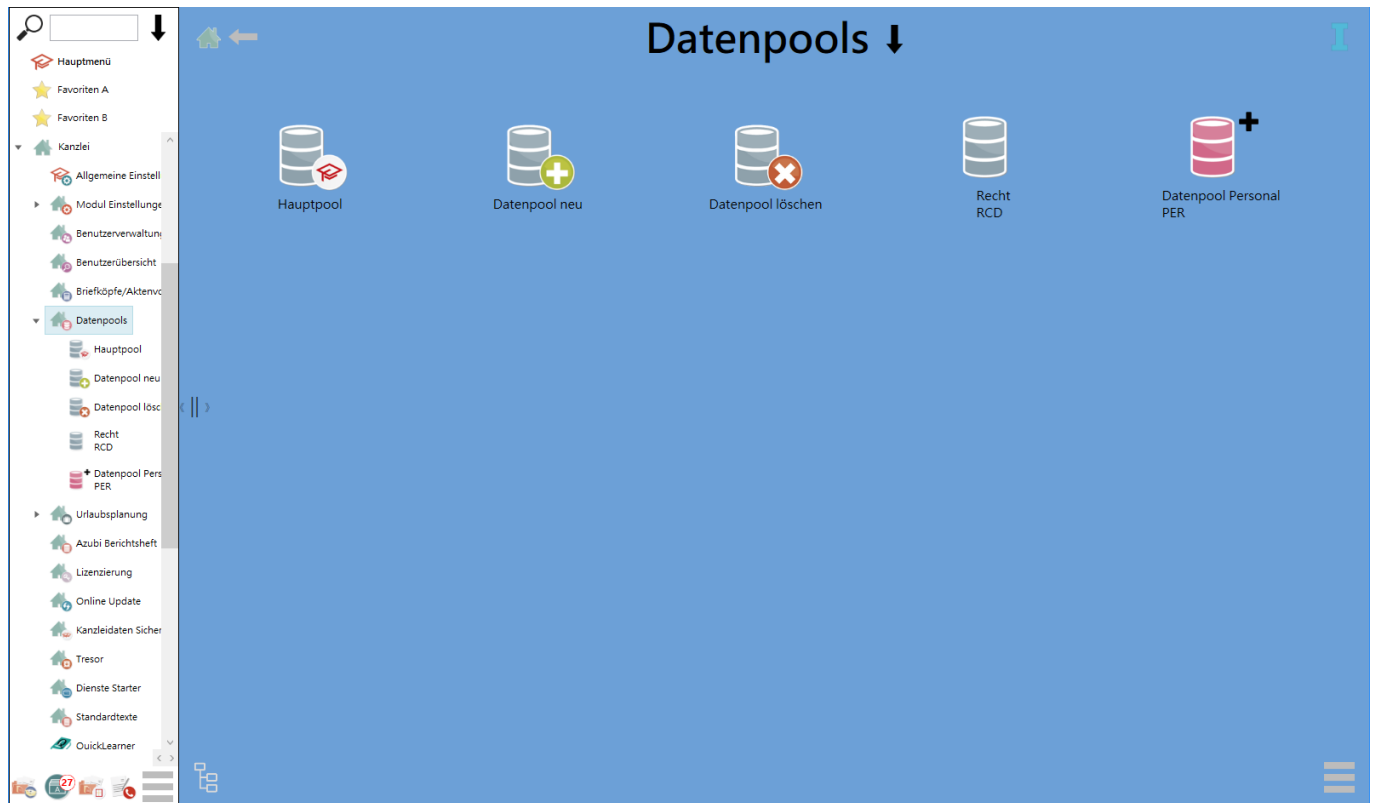 Hauptmenü
Favoriten A
Favoriten B
Kanzlei
Allgemeine Einstell
Modul Einstellunge
Benutzerverwaltun
Benutzerübersicht
Briefköpfe/Aktenvo
Datenpools
Hauptpool
Datenpool neu
Datenpool lösc
Recht
RCD
Datenpool Pers
PER
Urlaubsplanung
Azubi Berichtsheft
Lizenzierung
Online Update
Kanzleidaten Sicher
Tresor
Dienste Starter
Standardtexte
QuickLearner
27
Datenpools
Hauptpool
Datenpool neu
Datenpool löschen
Recht
RCD
Datenpool Personal
PER